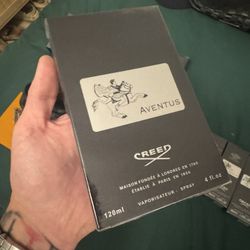 AVENTUS
CREED
MAISON FONDÉE A LONDRES EN 1760
ÉTABLIE À PARIS EN 1854
VAPORISATEUR - SPRAY
120ml
4 fl oz